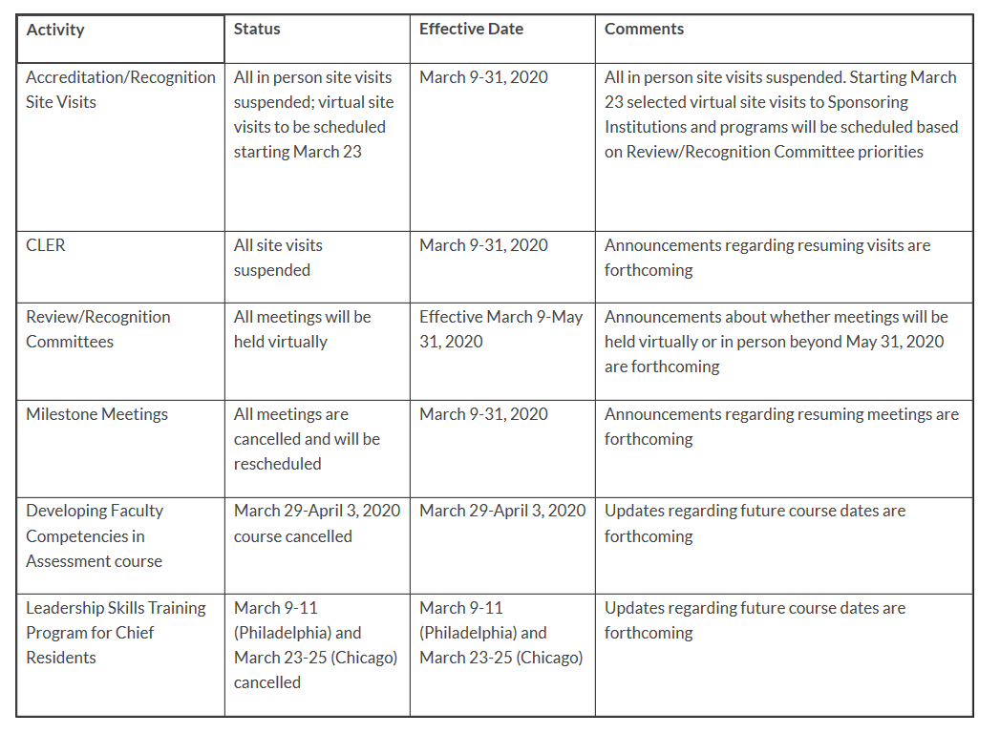 Activity
Status
Effective Date
Comments
Accreditation/Recognition
Site Visits
All in person site visits
suspended; virtual site
visits to be scheduled
starting March 23
March 9-31, 2020
All in person site visits suspended. Starting March
23 selected virtual site visits to Sponsoring
Institutions and programs will be scheduled based
on Review/Recognition Committee priorities
CLER
All site visits
suspended
March 9-31, 2020
Announcements regarding resuming visits are
forthcoming
Review/Recognition
Committees
All meetings will be
held virtually
Effective March 9-May
31, 2020
Announcements about whether meetings will be
held virtually or in person beyond May 31, 2020
are forthcoming
Milestone Meetings
All meetings are
cancelled and will be
rescheduled
March 9-31, 2020
Announcements regarding resuming meetings are
forthcoming
Developing Faculty
Competencies in
Assessment course
March 29-April 3, 2020
course cancelled
March 29-April 3, 2020
Updates regarding future course dates are
forthcoming
Leadership Skills Training
Program for Chief
Residents
March 9-11
(Philadelphia) and
March 23-25 (Chicago)
cancelled
March 9-11
(Philadelphia) and
March 23-25 (Chicago)
Updates regarding future course dates are
forthcoming